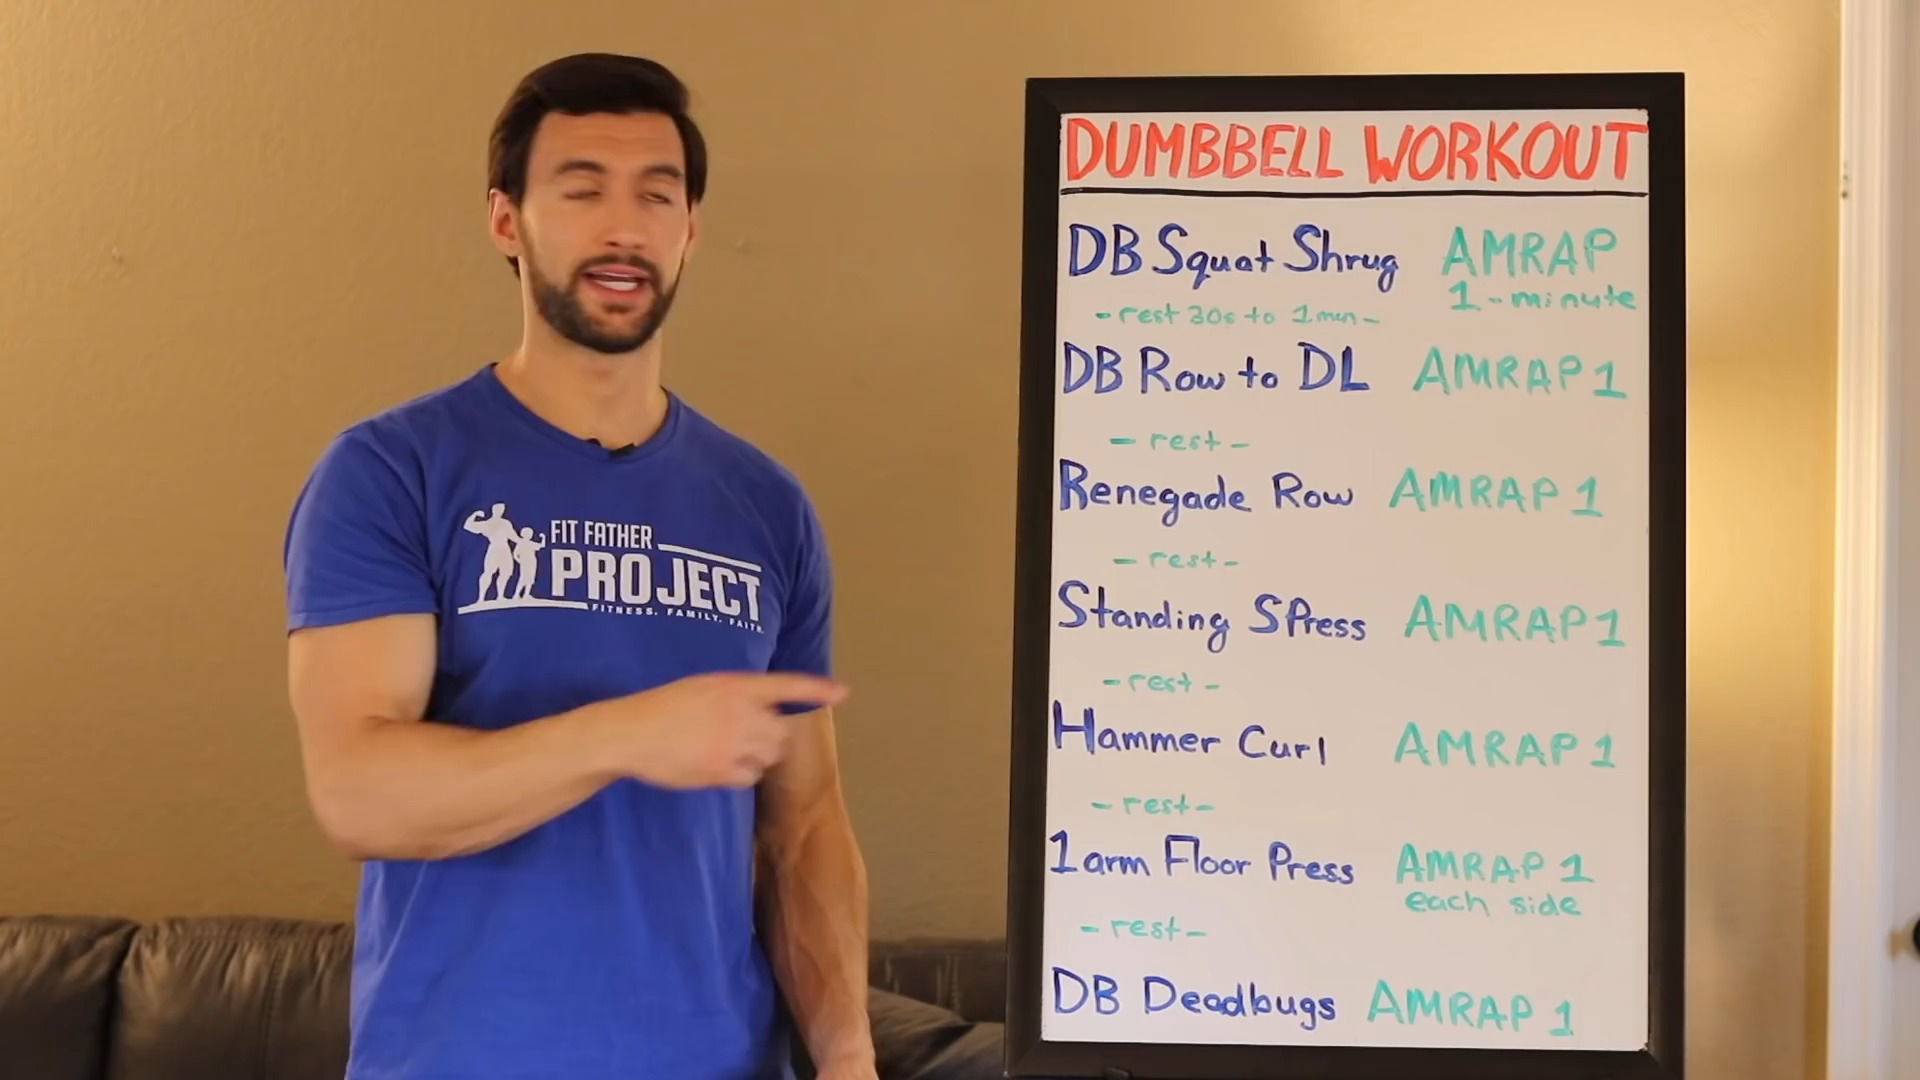 FIT FATHER
PROJECT
FITNESS. FAMILY. FAITH.
DUMBBELL WORKOUT
DB Squat Shrug AMRAP
1-minute
- rest 30s to 1min -
DB Row to DL AMRAP 1
- rest -
Renegade Row AMRAP 1
- rest -
Standing SPress AMRAP 1
- rest -
Hammer Curl AMRAP 1
- rest -
1arm Floor Press AMRAP 1
each side
- rest -
DB Deadbugs AMRAP 1